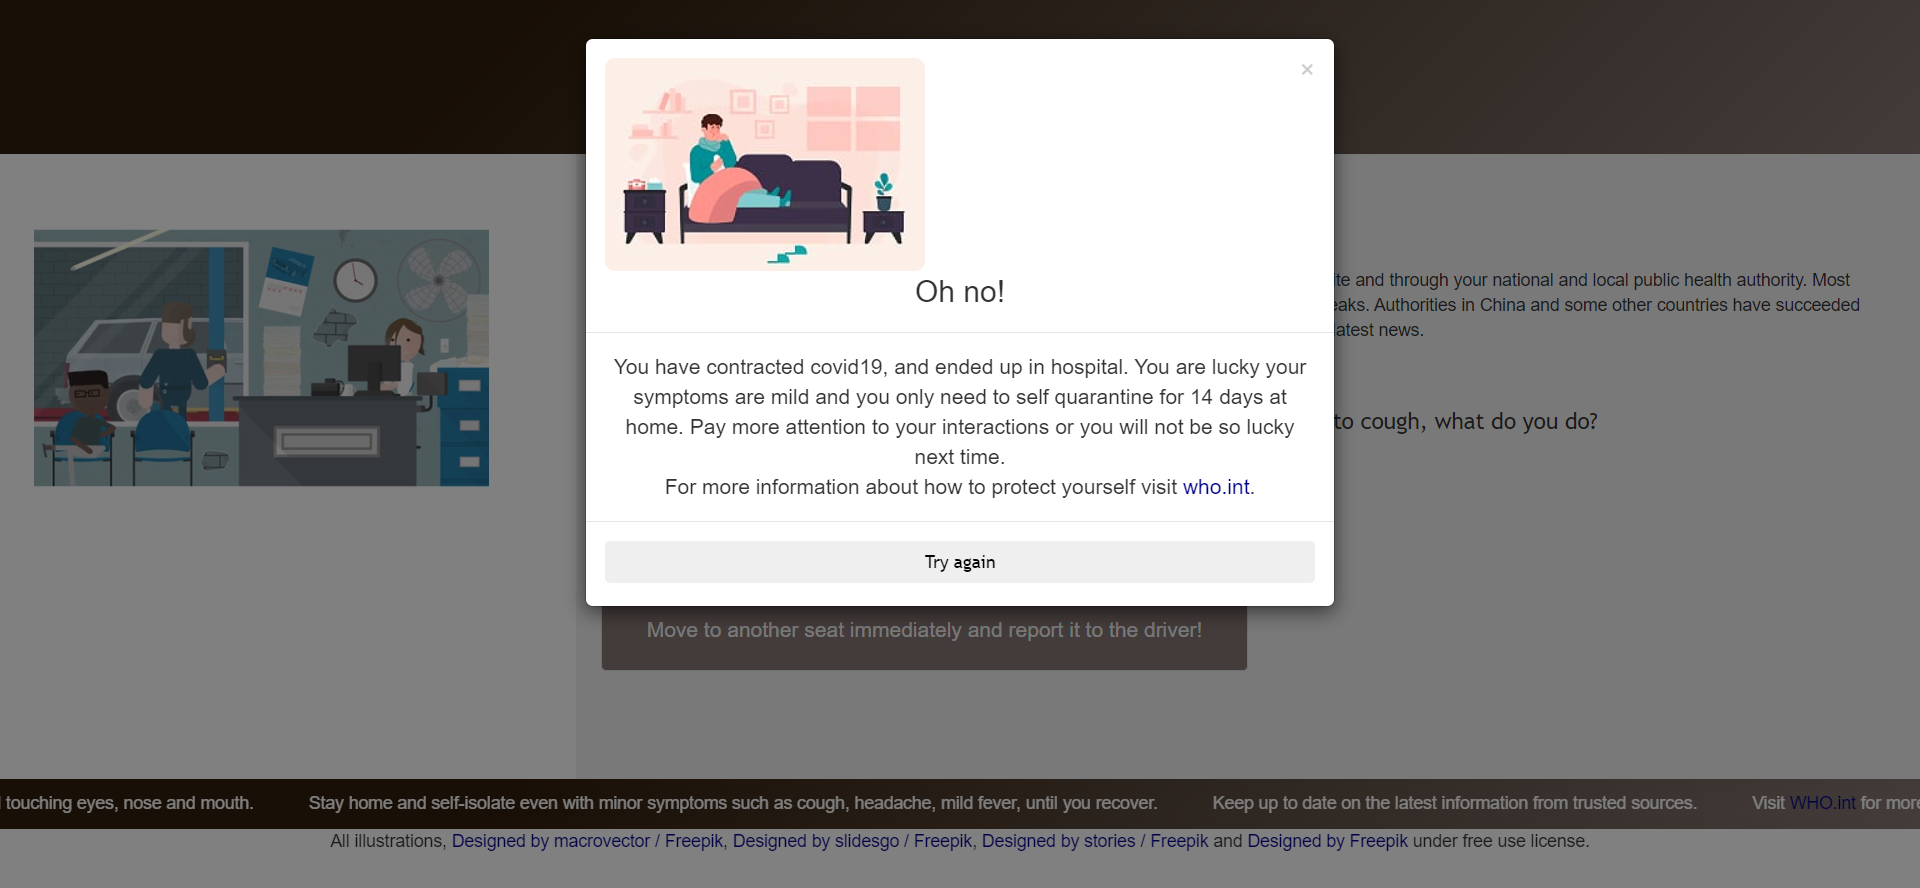 ×
Oh no!
ite and through your national and local public health authority. Most
eaks. Authorities in China and some other countries have succeeded
atest news.
You have contracted covid19, and ended up in hospital. You are lucky your
symptoms are mild and you only need to self quarantine for 14 days at
home. Pay more attention to your interactions or you will not be so lucky
next time.
For more information about how to protect yourself visit who.int.
to cough, what do you do?
Try again
Move to another seat immediately and report it to the driver!
touching eyes, nose and mouth. Stay home and self-isolate even with minor symptoms such as cough, headache, mild fever, until you recover. Keep up to date on the latest information from trusted sources. Visit WHO.int for more
All illustrations, Designed by macrovector / Freepik, Designed by slidesgo / Freepik, Designed by stories / Freepik and Designed by Freepik under free use license.